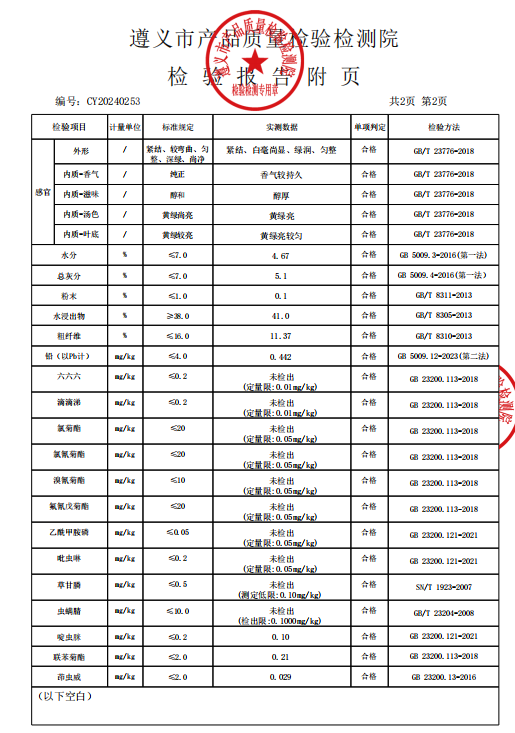 遵义市产品质量检验检测院
检验报告附页
编号：CY20240253 共2页 第2页
检验项目 计量单位 标准规定 实测数据 单项判定 检验方法
感官 外形 / 紧结、较弯曲、匀整、深绿、尚净 紧结、白毫尚显、绿润、匀整 合格 GB/T 23776-2018
内质-香气 / 纯正 香气较持久 合格 GB/T 23776-2018
内质-滋味 / 醇和 醇厚 合格 GB/T 23776-2018
内质-汤色 / 黄绿尚亮 黄绿亮 合格 GB/T 23776-2018
内质-叶底 / 黄绿较亮 黄绿亮较匀 合格 GB/T 23776-2018
水分 % ≤7.0 4.67 合格 GB 5009.3-2016(第一法)
总灰分 % ≤7.0 5.1 合格 GB 5009.4-2016(第一法)
粉末 % ≤1.0 0.1 合格 GB/T 8311-2013
水浸出物 % ≥38.0 41.0 合格 GB/T 8305-2013
粗纤维 % ≤16.0 11.37 合格 GB/T 8310-2013
铅（以Pb计） mg/kg ≤4.0 0.442 合格 GB 5009.12-2023(第二法)
六六六 mg/kg ≤0.2 未检出(定量限:0.01mg/kg) 合格 GB 23200.113-2018
滴滴涕 mg/kg ≤0.2 未检出(定量限:0.01mg/kg) 合格 GB 23200.113-2018
氯菊酯 mg/kg ≤20 未检出(定量限:0.05mg/kg) 合格 GB 23200.113-2018
氯氰菊酯 mg/kg ≤20 未检出(定量限:0.05mg/kg) 合格 GB 23200.113-2018
溴氰菊酯 mg/kg ≤10 未检出(定量限:0.05mg/kg) 合格 GB 23200.113-2018
氟氰戊菊酯 mg/kg ≤20 未检出(定量限:0.05mg/kg) 合格 GB 23200.113-2018
乙酰甲胺磷 mg/kg ≤0.05 未检出(定量限:0.05mg/kg) 合格 GB 23200.121-2021
吡虫啉 mg/kg ≤0.2 未检出(定量限:0.05mg/kg) 合格 GB 23200.121-2021
草甘膦 mg/kg ≤0.5 未检出(测定低限:0.10mg/kg) 合格 SN/T 1923-2007
虫螨腈 mg/kg ≤10.0 未检出(检出限:0.1000mg/kg) 合格 GB/T 23204-2008
啶虫脒 mg/kg ≤0.2 0.10 合格 GB 23200.121-2021
联苯菊酯 mg/kg ≤2.0 0.21 合格 GB 23200.113-2018
茚虫威 mg/kg ≤2.0 0.029 合格 GB 23200.13-2016
（以下空白）
遵义市产品质量检验检测院
检验检测专用章